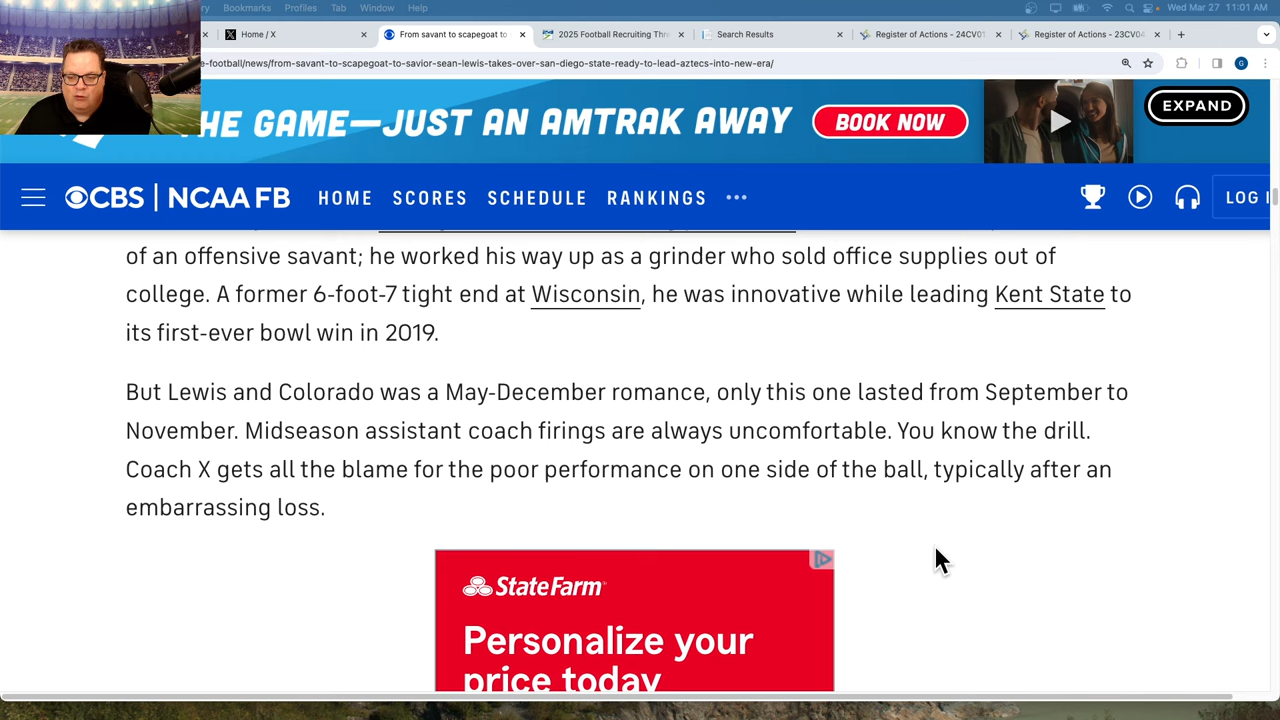 ry Bookmarks Profiles Tab Window Help Wed Mar 27 11:01 AM
Home / X From savant to scapegoat to 2025 Football Recruiting Thr Search Results Register of Actions - 24CV01 Register of Actions - 23CV04
e-football/news/from-savant-to-scapegoat-to-savior-sean-lewis-takes-over-san-diego-state-ready-to-lead-aztecs-into-new-era/ G
THE GAME—JUST AN AMTRAK AWAY BOOK NOW EXPAND
CBS | NCAA FB HOME SCORES SCHEDULE RANKINGS ••• LOG I
of an offensive savant; he worked his way up as a grinder who sold office supplies out of
college. A former 6-foot-7 tight end at Wisconsin, he was innovative while leading Kent State to
its first-ever bowl win in 2019.
But Lewis and Colorado was a May-December romance, only this one lasted from September to
November. Midseason assistant coach firings are always uncomfortable. You know the drill.
Coach X gets all the blame for the poor performance on one side of the ball, typically after an
embarrassing loss.
StateFarm
Personalize your
price today